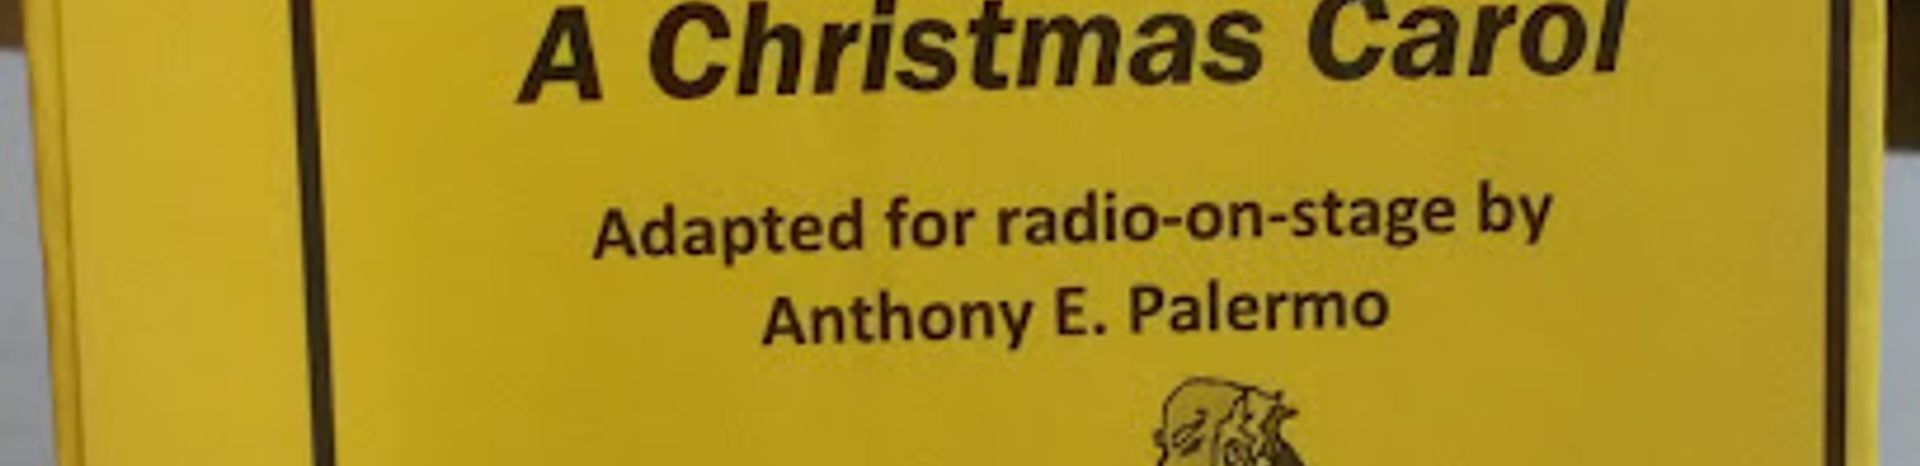 A Christmas Carol
Adapted for radio-on-stage by
Anthony E. Palermo